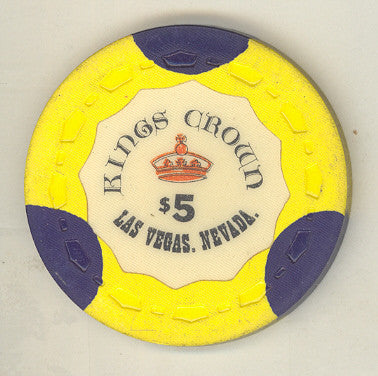 KINGS CROWN
$5
LAS VEGAS, NEVADA.